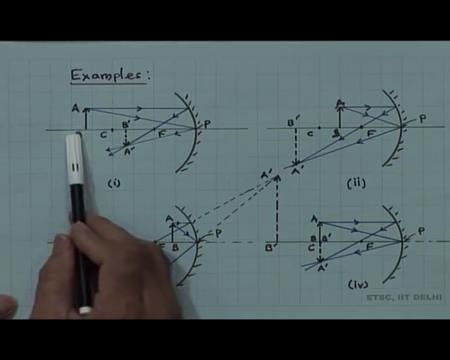 Examples:
A C B' F P A'
(i)
B' C A B F P A'
(ii)
A F B P A' B'
A C B B' F P A'
(iv)
ETSC, IIT DELHI